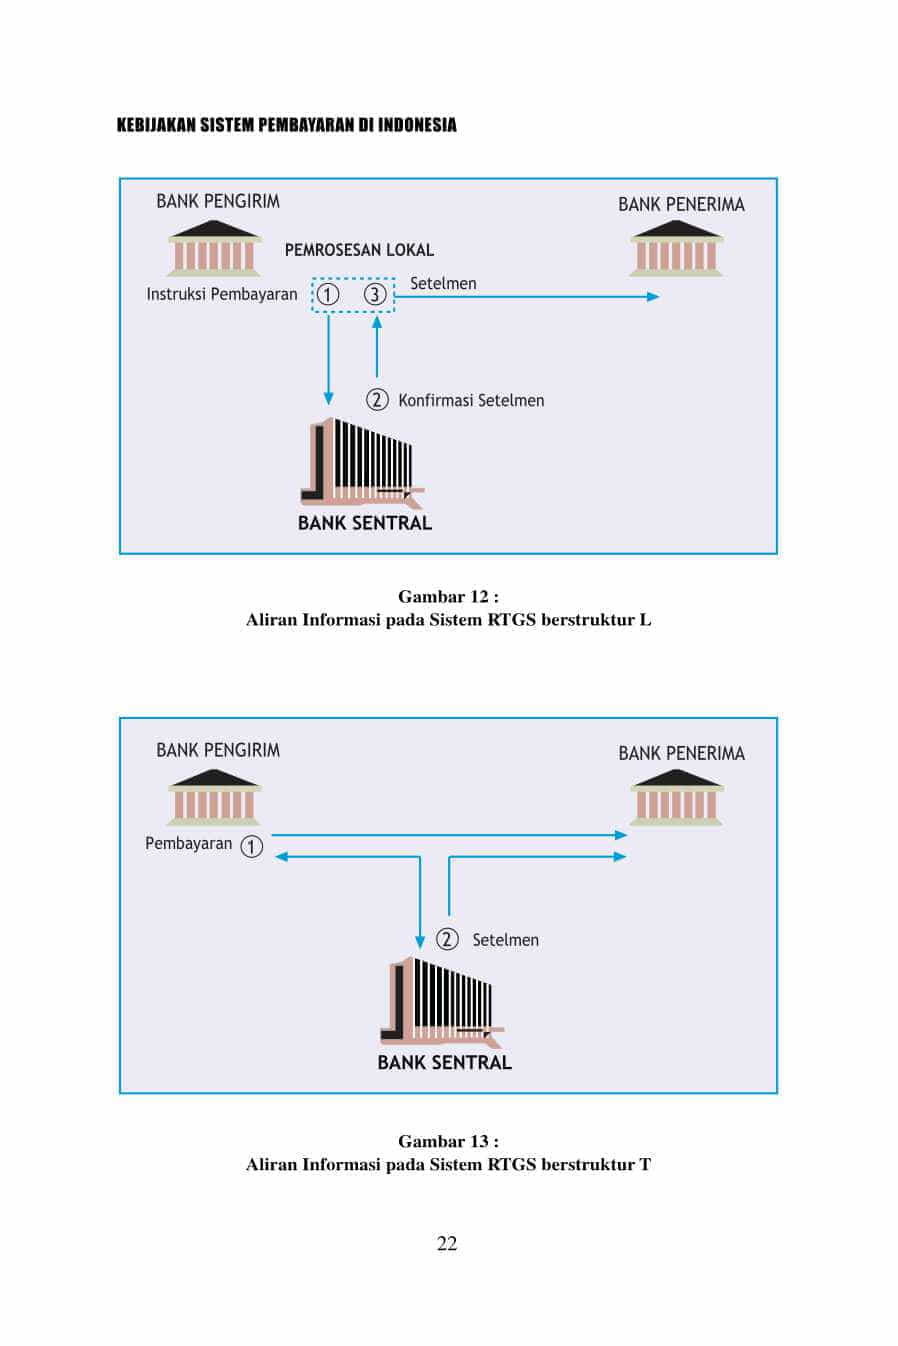 KEBIJAKAN SISTEM PEMBAYARAN DI INDONESIA
BANK PENGIRIM
BANK PENERIMA
PEMROSESAN LOKAL
Instruksi Pembayaran
1
3
Setelmen
2
Konfirmasi Setelmen
BANK SENTRAL
Gambar 12 :
Aliran Informasi pada Sistem RTGS berstruktur L
BANK PENGIRIM
BANK PENERIMA
Pembayaran 1
2 Setelmen
BANK SENTRAL
Gambar 13 :
Aliran Informasi pada Sistem RTGS berstruktur T
22